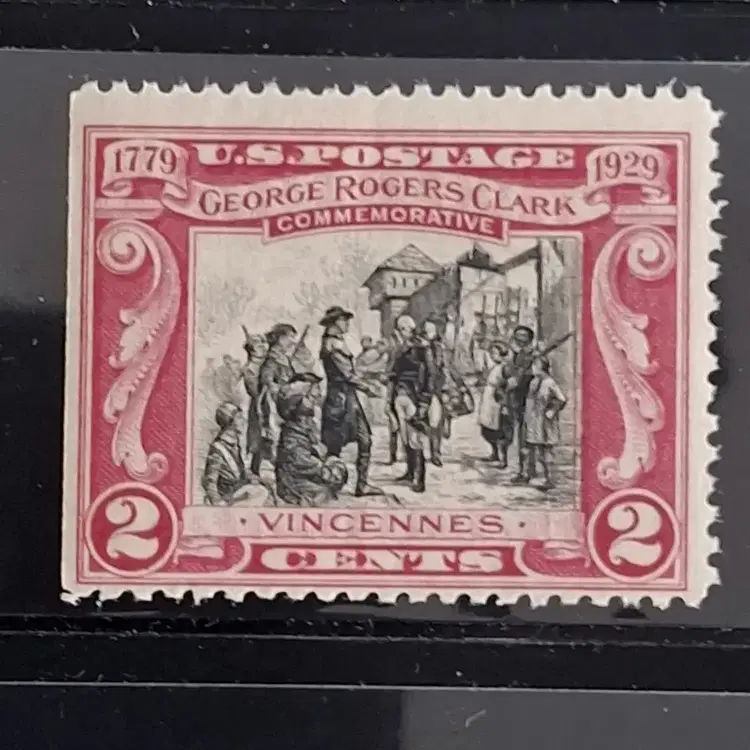 1779 U.S. POSTAGE 1929
GEORGE ROGERS CLARK
COMMEMORATIVE
2 · VINCENNES · 2
CENTS